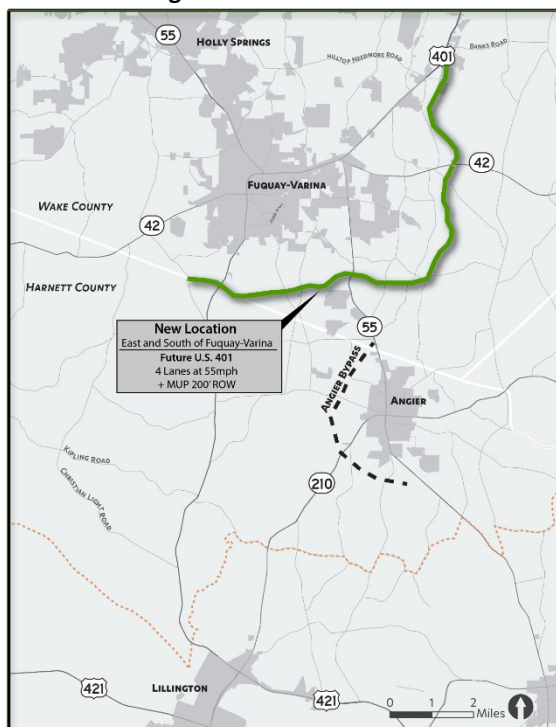 55
HOLLY SPRINGS
BANKS ROAD
HILLTOP NEEDMORE ROAD
401
42
FUQUAY-VARINA
WAKE COUNTY
42
HARNETT COUNTY
New Location
East and South of Fuquay-Varina
Future U.S. 401
4 Lanes at 55mph
+ MUP 200' ROW
55
ANGIER BYPASS
ANGIER
KIPLING ROAD
CHRISTIAN LIGHT ROAD
210
421
LILLINGTON
421
0 1 2
Miles